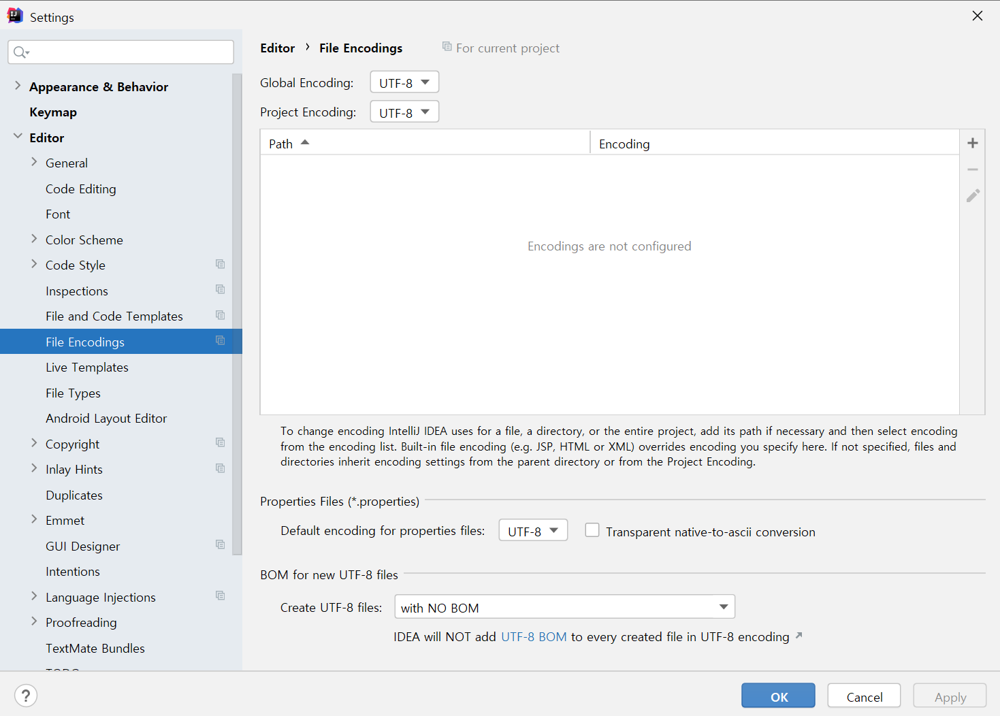 Settings
Appearance & Behavior
Keymap
Editor
General
Code Editing
Font
Color Scheme
Code Style
Inspections
File and Code Templates
File Encodings
Live Templates
File Types
Android Layout Editor
Copyright
Inlay Hints
Duplicates
Emmet
GUI Designer
Intentions
Language Injections
Proofreading
TextMate Bundles
TODO
Editor › File Encodings For current project
Global Encoding: UTF-8
Project Encoding: UTF-8
Path Encoding
Encodings are not configured
To change encoding IntelliJ IDEA uses for a file, a directory, or the entire project, add its path if necessary and then select encoding
from the encoding list. Built-in file encoding (e.g. JSP, HTML or XML) overrides encoding you specify here. If not specified, files and
directories inherit encoding settings from the parent directory or from the Project Encoding.
Properties Files (*.properties)
Default encoding for properties files: UTF-8 Transparent native-to-ascii conversion
BOM for new UTF-8 files
Create UTF-8 files: with NO BOM
IDEA will NOT add UTF-8 BOM to every created file in UTF-8 encoding
? OK Cancel Apply